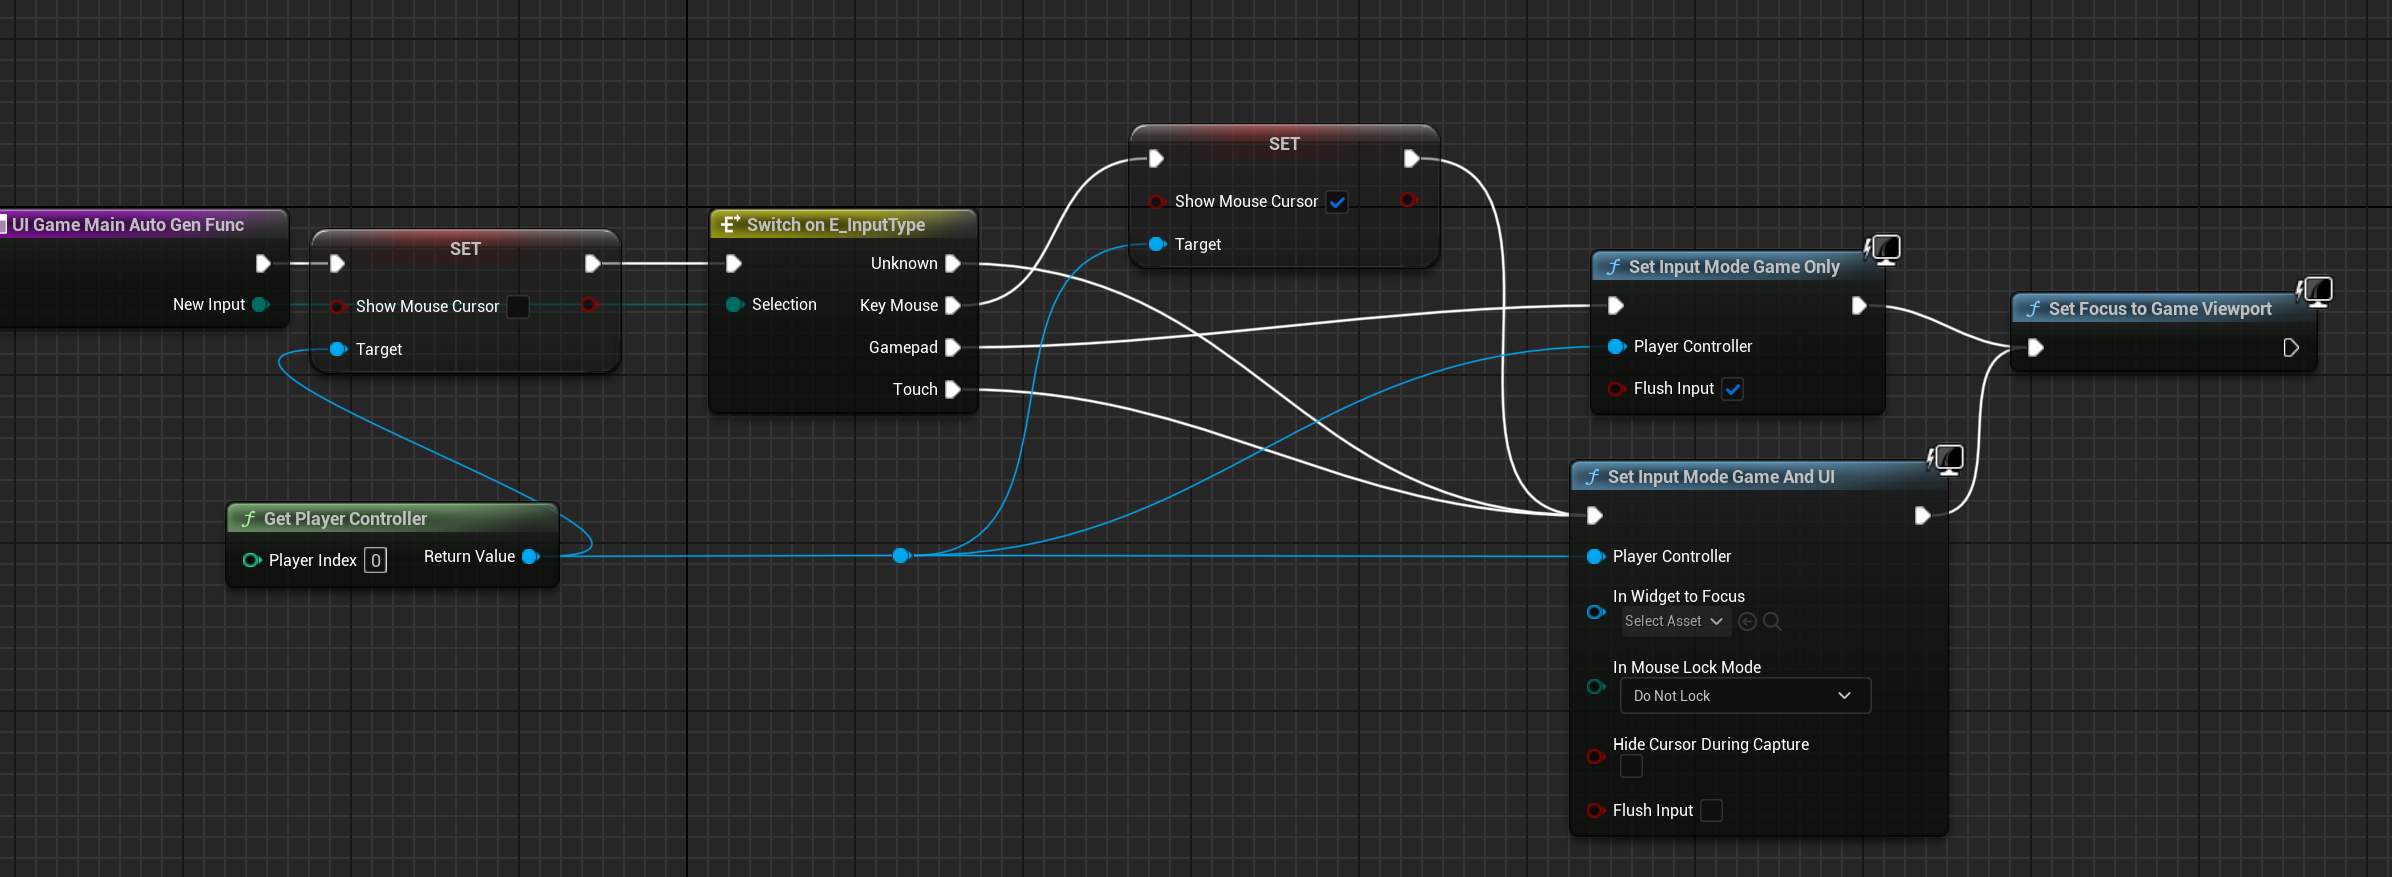 UI Game Main Auto Gen Func
New Input
SET
Show Mouse Cursor
Target
Get Player Controller
Player Index 0
Return Value
Switch on E_InputType
Selection
Unknown
Key Mouse
Gamepad
Touch
SET
Show Mouse Cursor
Target
Set Input Mode Game Only
Player Controller
Flush Input
Set Input Mode Game And UI
Player Controller
In Widget to Focus
Select Asset
In Mouse Lock Mode
Do Not Lock
Hide Cursor During Capture
Flush Input
Set Focus to Game Viewport